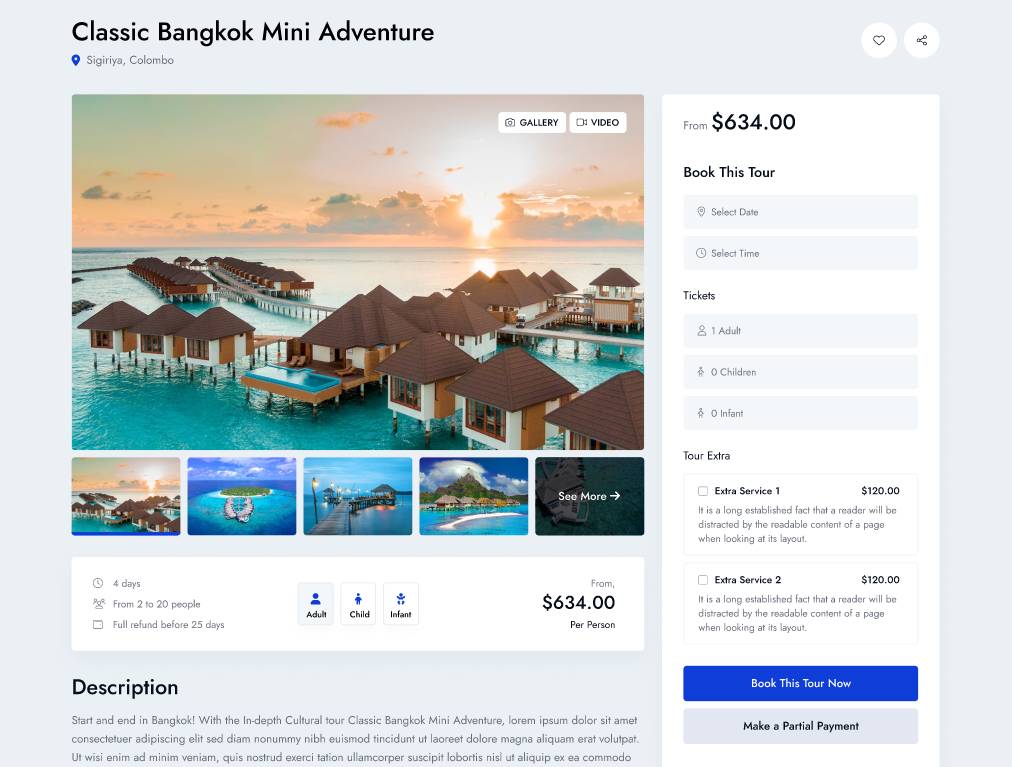 Classic Bangkok Mini Adventure
Sigiriya, Colombo
GALLERY
VIDEO
See More →
4 days
From 2 to 20 people
Full refund before 25 days
Adult
Child
Infant
From,
$634.00
Per Person
Description
Start and end in Bangkok! With the In-depth Cultural tour Classic Bangkok Mini Adventure, lorem ipsum dolor sit amet
consectetuer adipiscing elit sed diam nonummy nibh euismod tincidunt ut laoreet dolore magna aliquam erat volutpat.
Ut wisi enim ad minim veniam, quis nostrud exerci tation ullamcorper suscipit lobortis nisl ut aliquip ex ea commodo
From $634.00
Book This Tour
Select Date
Select Time
Tickets
1 Adult
0 Children
0 Infant
Tour Extra
Extra Service 1 $120.00
It is a long established fact that a reader will be
distracted by the readable content of a page
when looking at its layout.
Extra Service 2 $120.00
It is a long established fact that a reader will be
distracted by the readable content of a page
when looking at its layout.
Book This Tour Now
Make a Partial Payment